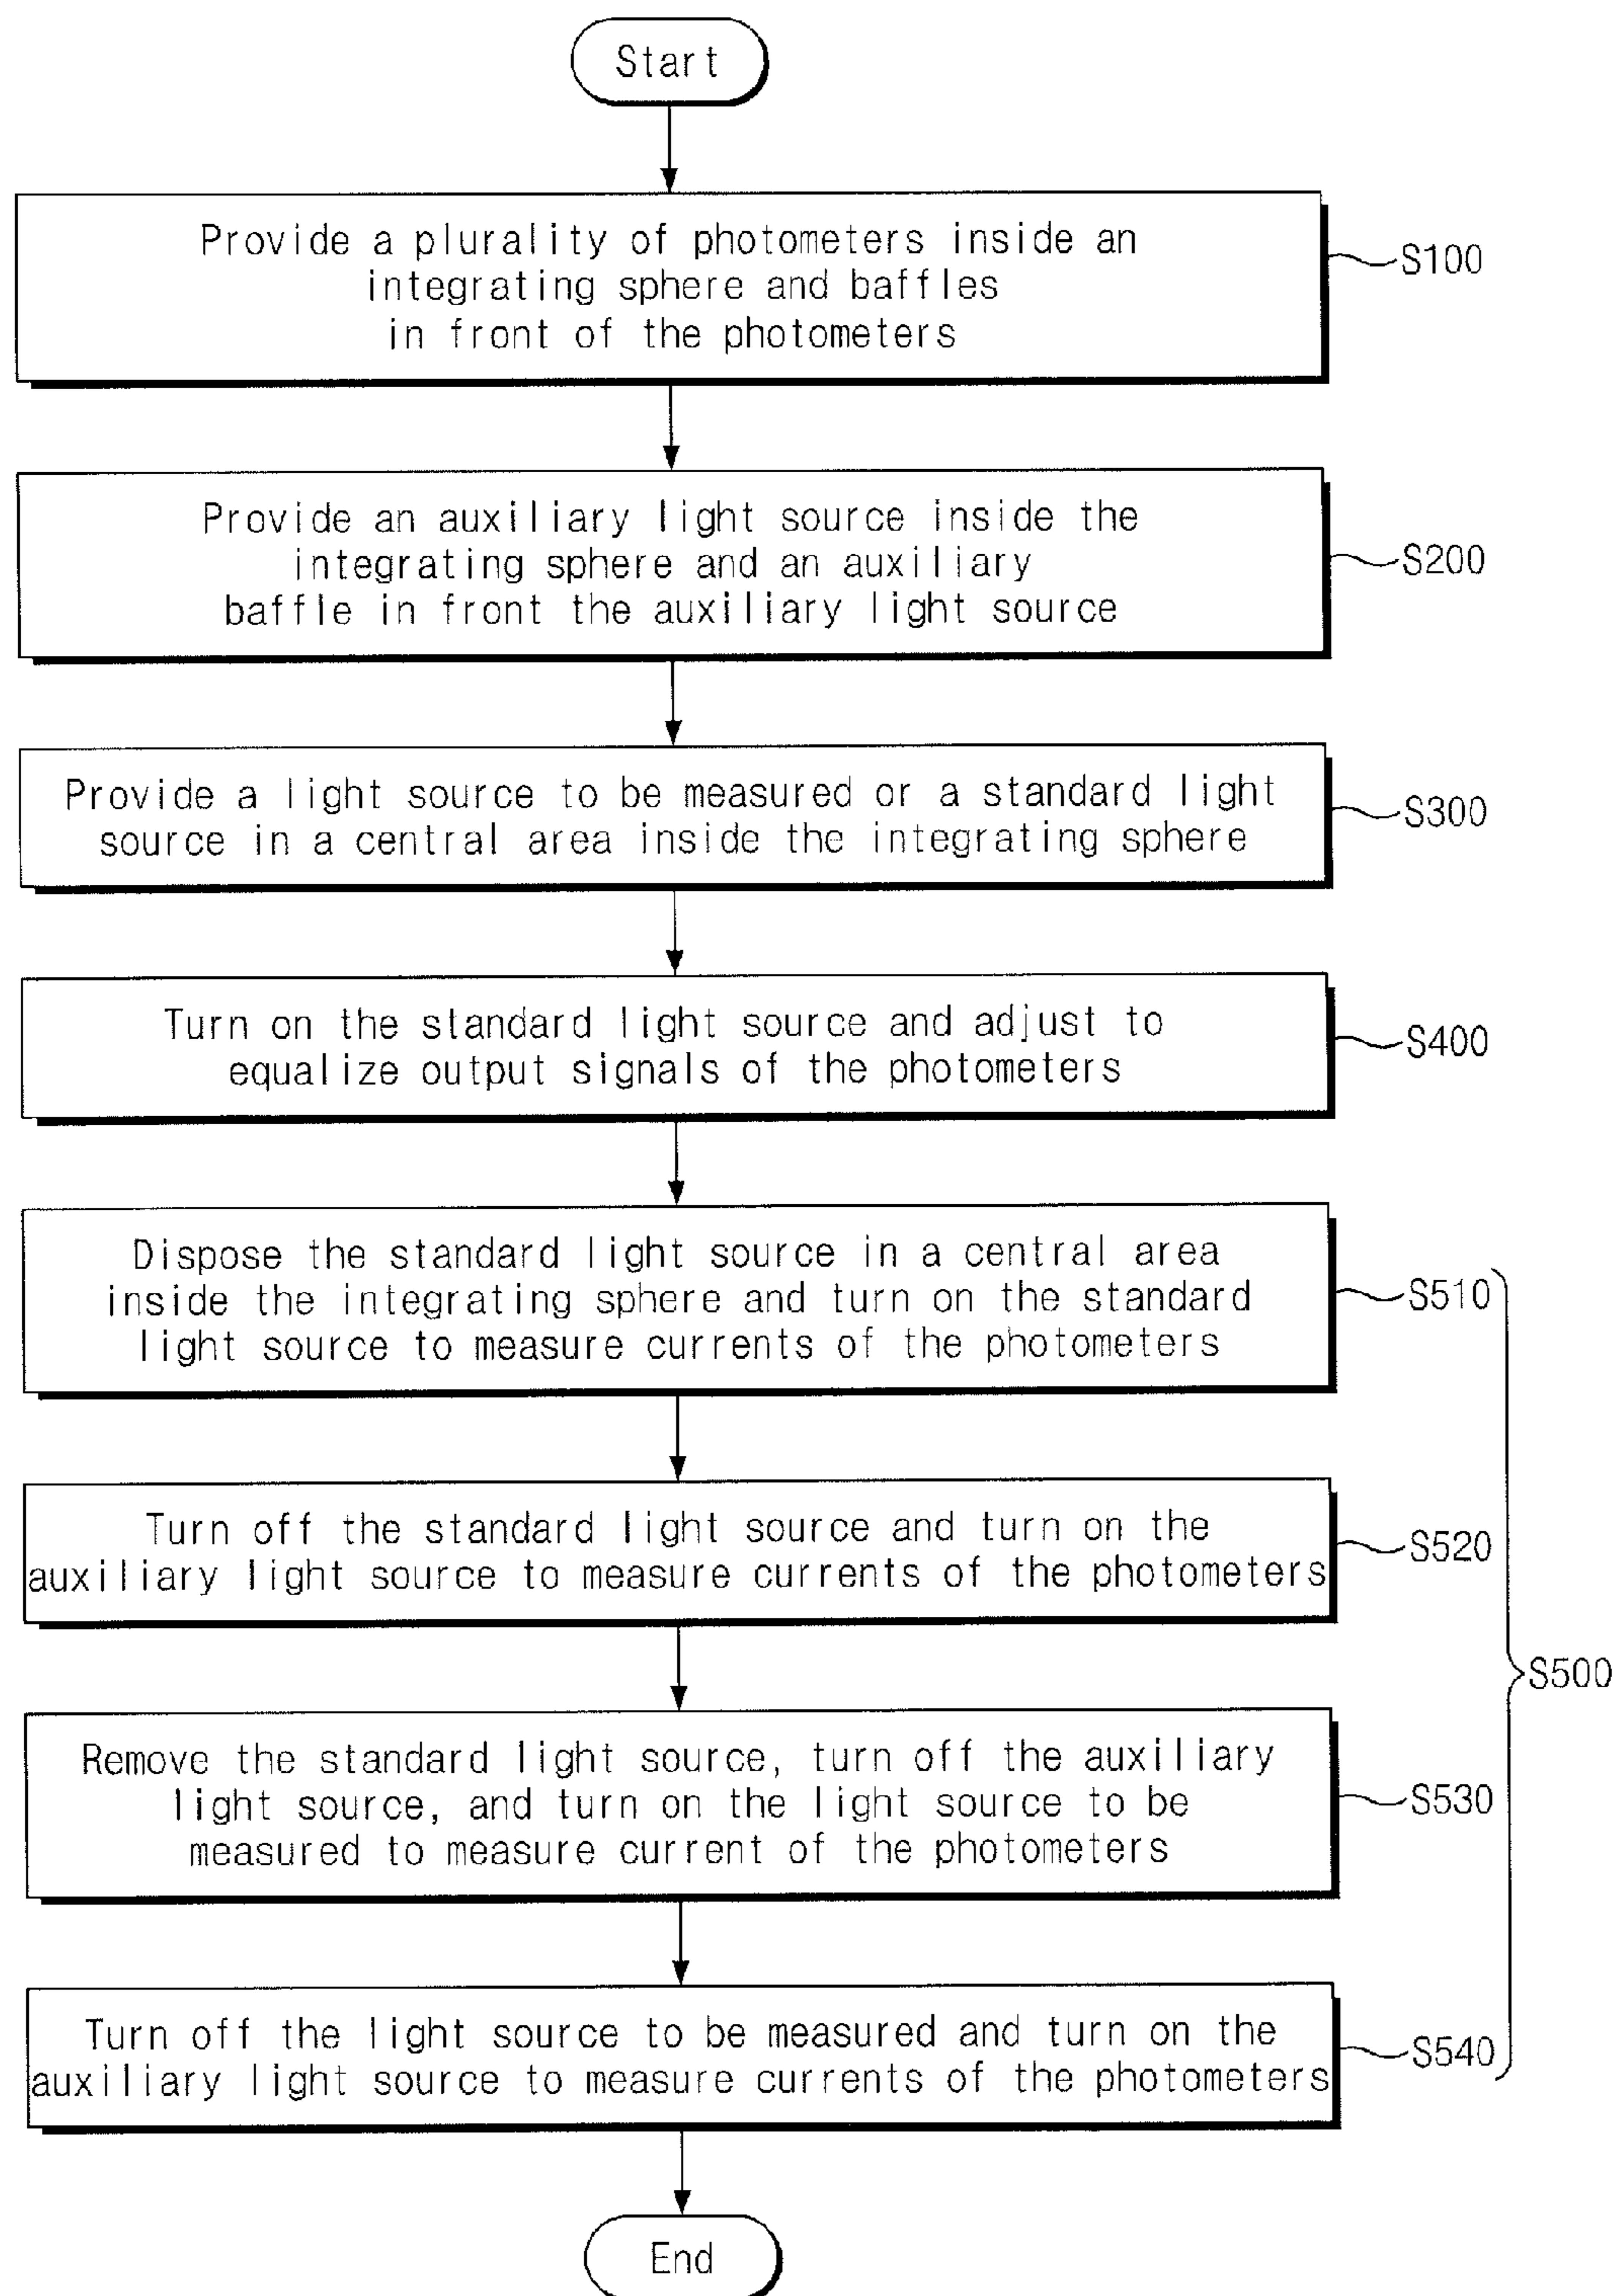 Start
Provide a plurality of photometers inside an
integrating sphere and baffles
in front of the photometers
S100
Provide an auxiliary light source inside the
integrating sphere and an auxiliary
baffle in front the auxiliary light source
S200
Provide a light source to be measured or a standard light
source in a central area inside the integrating sphere
S300
Turn on the standard light source and adjust to
equalize output signals of the photometers
S400
Dispose the standard light source in a central area
inside the integrating sphere and turn on the standard
light source to measure currents of the photometers
S510
Turn off the standard light source and turn on the
auxiliary light source to measure currents of the photometers
S520
S500
Remove the standard light source, turn off the auxiliary
light source, and turn on the light source to be
measured to measure current of the photometers
S530
Turn off the light source to be measured and turn on the
auxiliary light source to measure currents of the photometers
S540
End